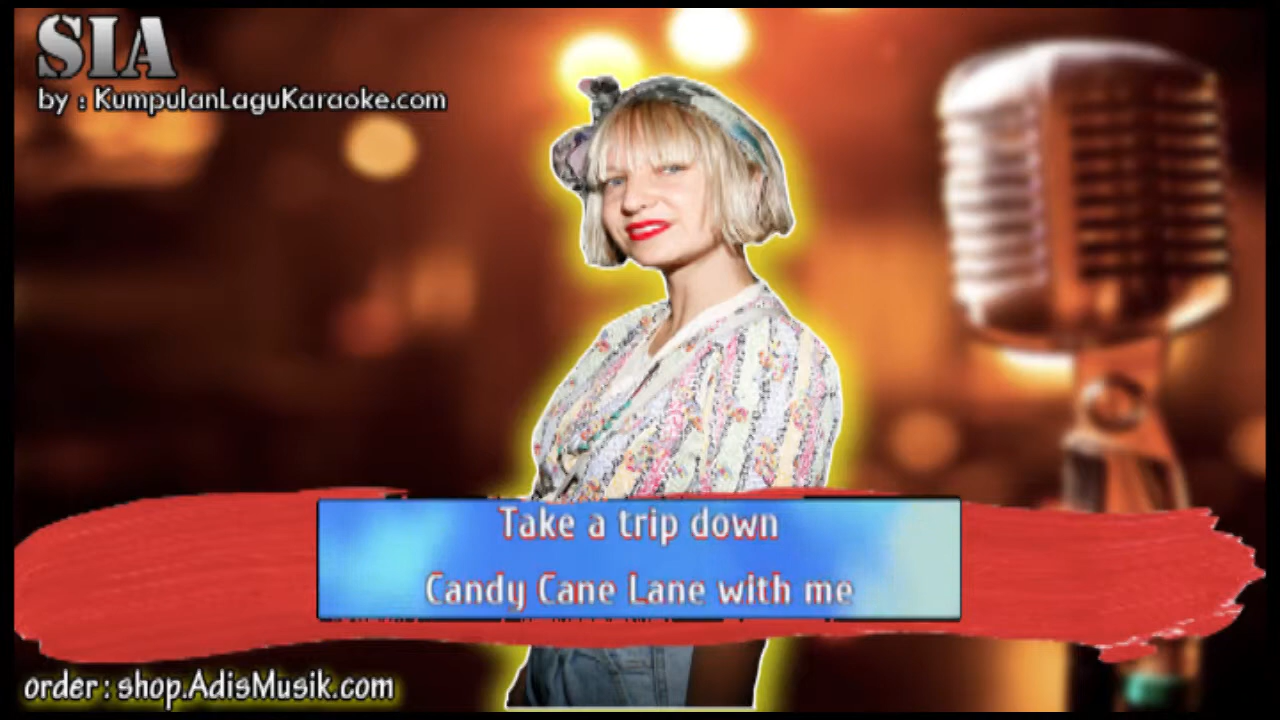 SIA
by : KumpulanLaguKaraoke.com
Take a trip down
Candy Cane Lane with me
order : shop.AdisMusik.com